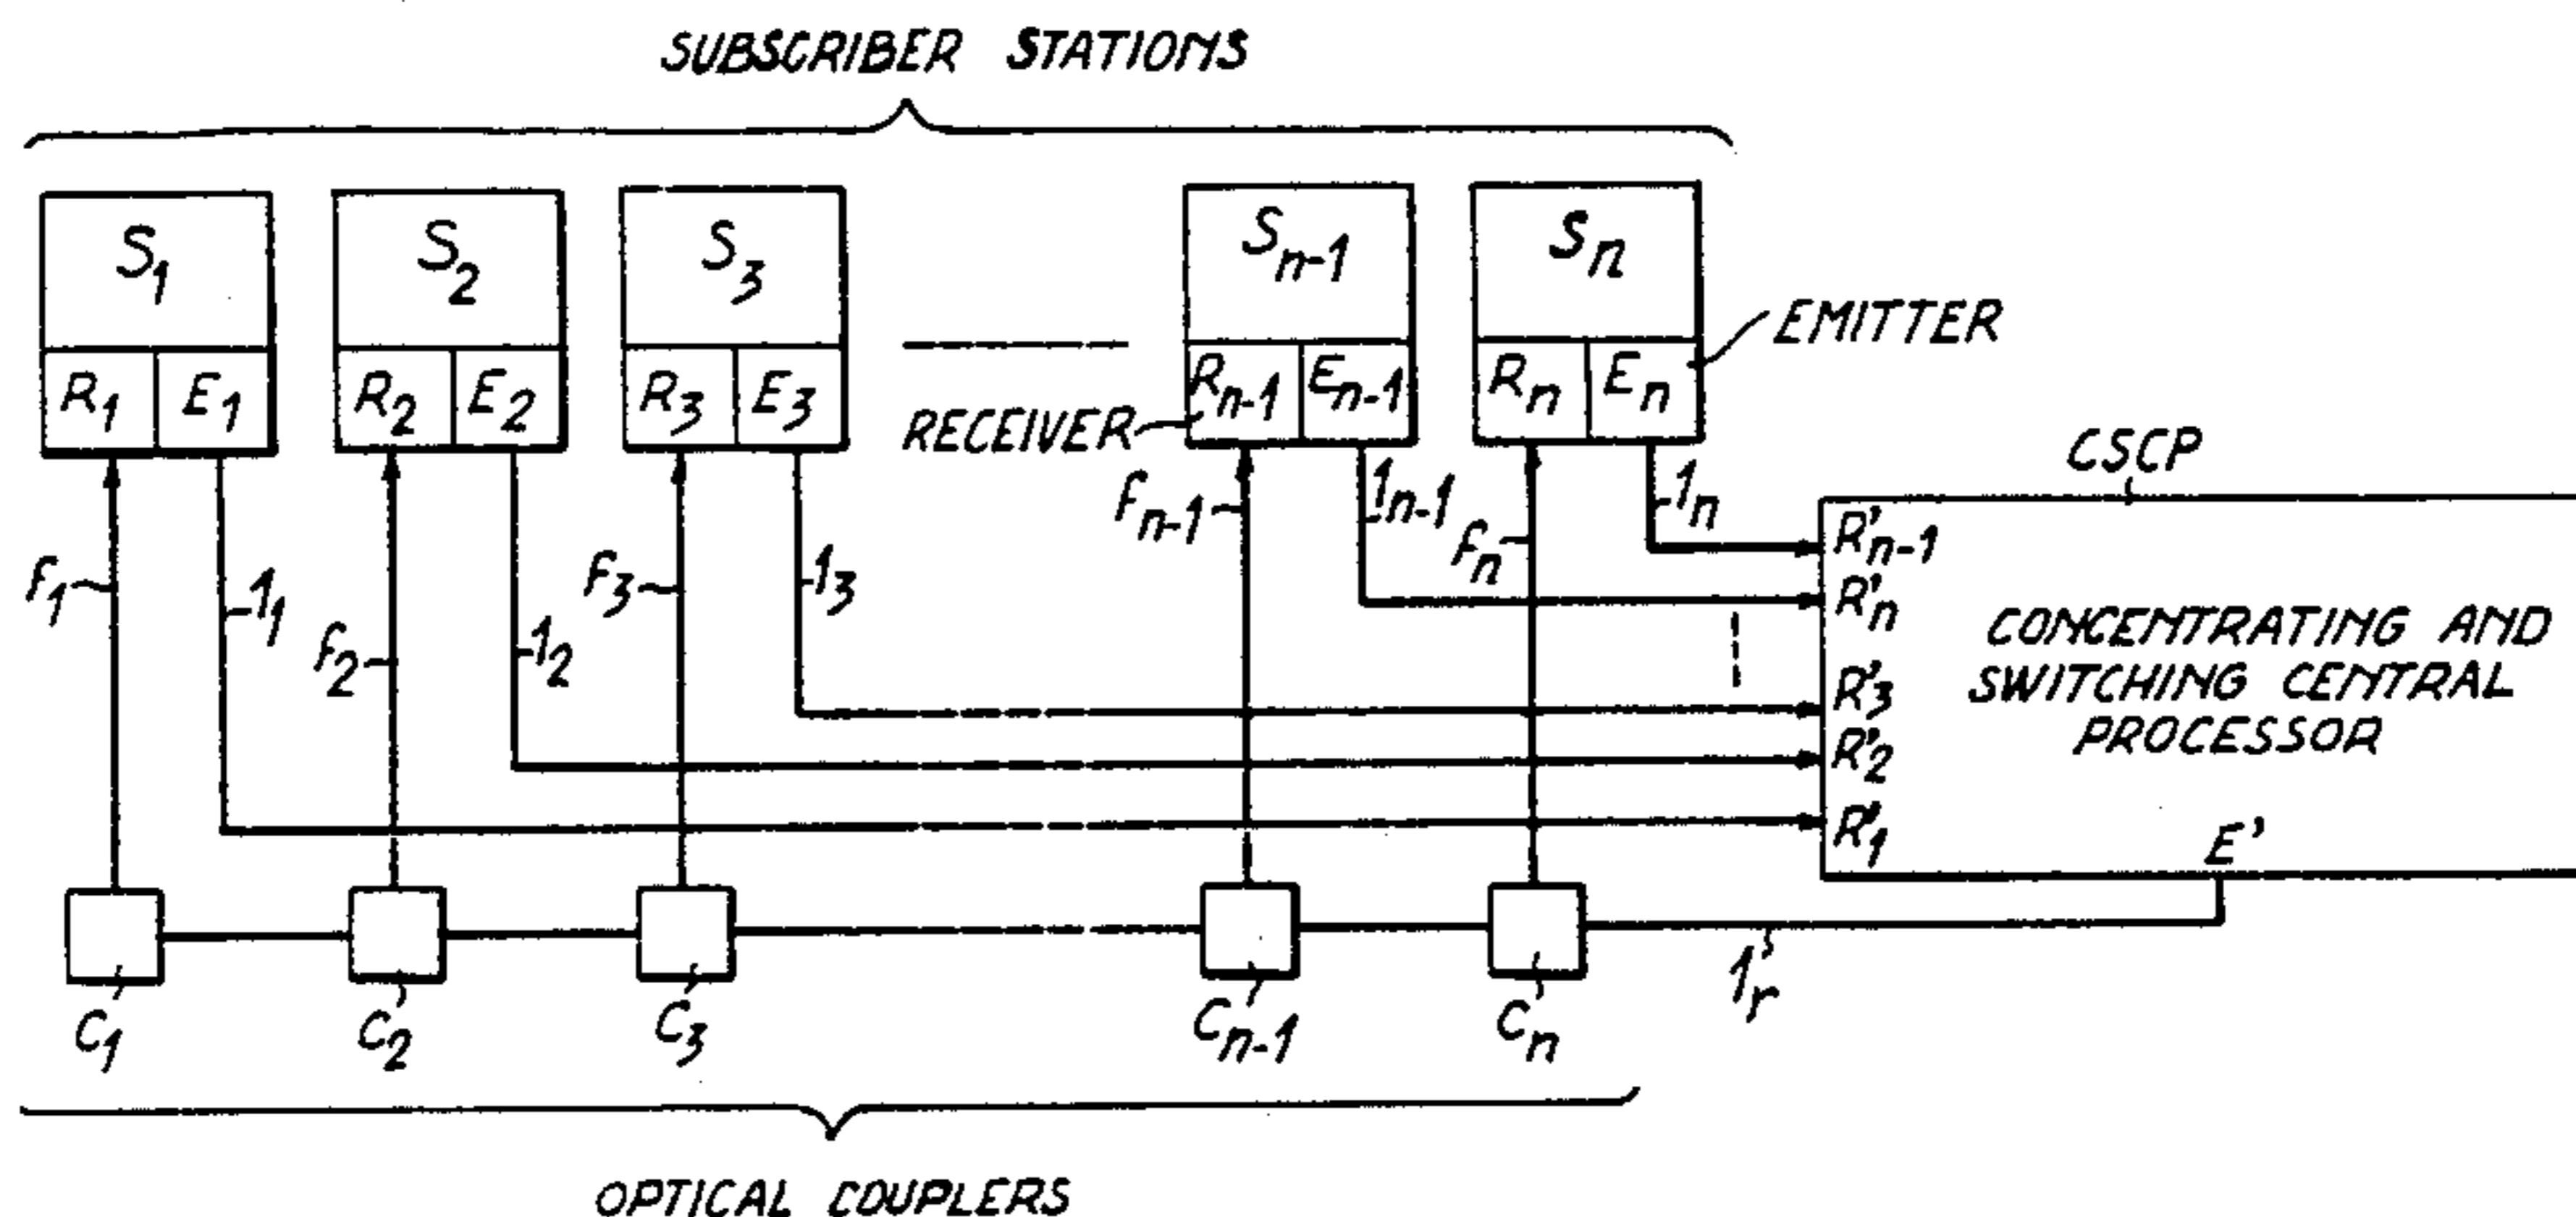 SUBSCRIBER STATIONS
S1 S2 S3 Sn-1 Sn
EMITTER
R1 E1 R2 E2 R3 E3 Rn-1 En-1 Rn En
RECEIVER
CSCP
F1 11 F2 12 F3 13 Fn-1 1n-1 Fn 1n
R'n-1
R'n
R'3
R'2
R'1
CONCENTRATING AND
SWITCHING CENTRAL
PROCESSOR
E'
1r
C1 C2 C3 Cn-1 Cn
OPTICAL COUPLERS